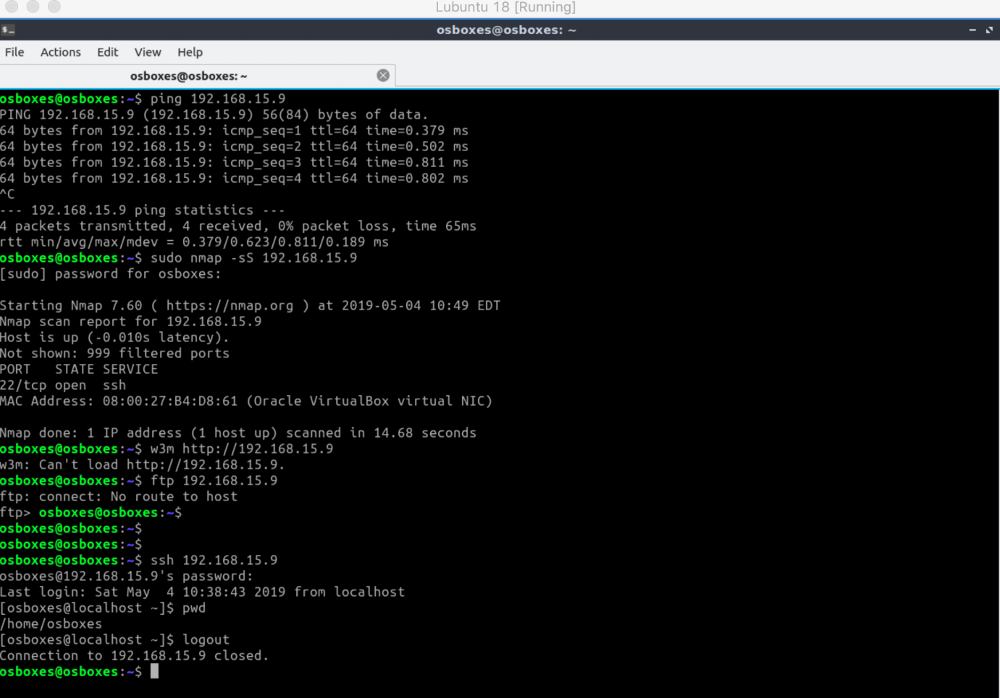 Lubuntu 18 [Running]
osboxes@osboxes: ~
File Actions Edit View Help
osboxes@osboxes: ~
osboxes@osboxes:~$ ping 192.168.15.9
PING 192.168.15.9 (192.168.15.9) 56(84) bytes of data.
64 bytes from 192.168.15.9: icmp_seq=1 ttl=64 time=0.379 ms
64 bytes from 192.168.15.9: icmp_seq=2 ttl=64 time=0.502 ms
64 bytes from 192.168.15.9: icmp_seq=3 ttl=64 time=0.811 ms
64 bytes from 192.168.15.9: icmp_seq=4 ttl=64 time=0.802 ms
^C
--- 192.168.15.9 ping statistics ---
4 packets transmitted, 4 received, 0% packet loss, time 65ms
rtt min/avg/max/mdev = 0.379/0.623/0.811/0.189 ms
osboxes@osboxes:~$ sudo nmap -sS 192.168.15.9
[sudo] password for osboxes:
Starting Nmap 7.60 ( https://nmap.org ) at 2019-05-04 10:49 EDT
Nmap scan report for 192.168.15.9
Host is up (-0.010s latency).
Not shown: 999 filtered ports
PORT   STATE SERVICE
22/tcp open  ssh
MAC Address: 08:00:27:B4:D8:61 (Oracle VirtualBox virtual NIC)
Nmap done: 1 IP address (1 host up) scanned in 14.68 seconds
osboxes@osboxes:~$ w3m http://192.168.15.9
w3m: Can't load http://192.168.15.9.
osboxes@osboxes:~$ ftp 192.168.15.9
ftp: connect: No route to host
ftp> osboxes@osboxes:~$
osboxes@osboxes:~$
osboxes@osboxes:~$
osboxes@osboxes:~$ ssh 192.168.15.9
osboxes@192.168.15.9's password:
Last login: Sat May  4 10:38:43 2019 from localhost
[osboxes@localhost ~]$ pwd
/home/osboxes
[osboxes@localhost ~]$ logout
Connection to 192.168.15.9 closed.
osboxes@osboxes:~$